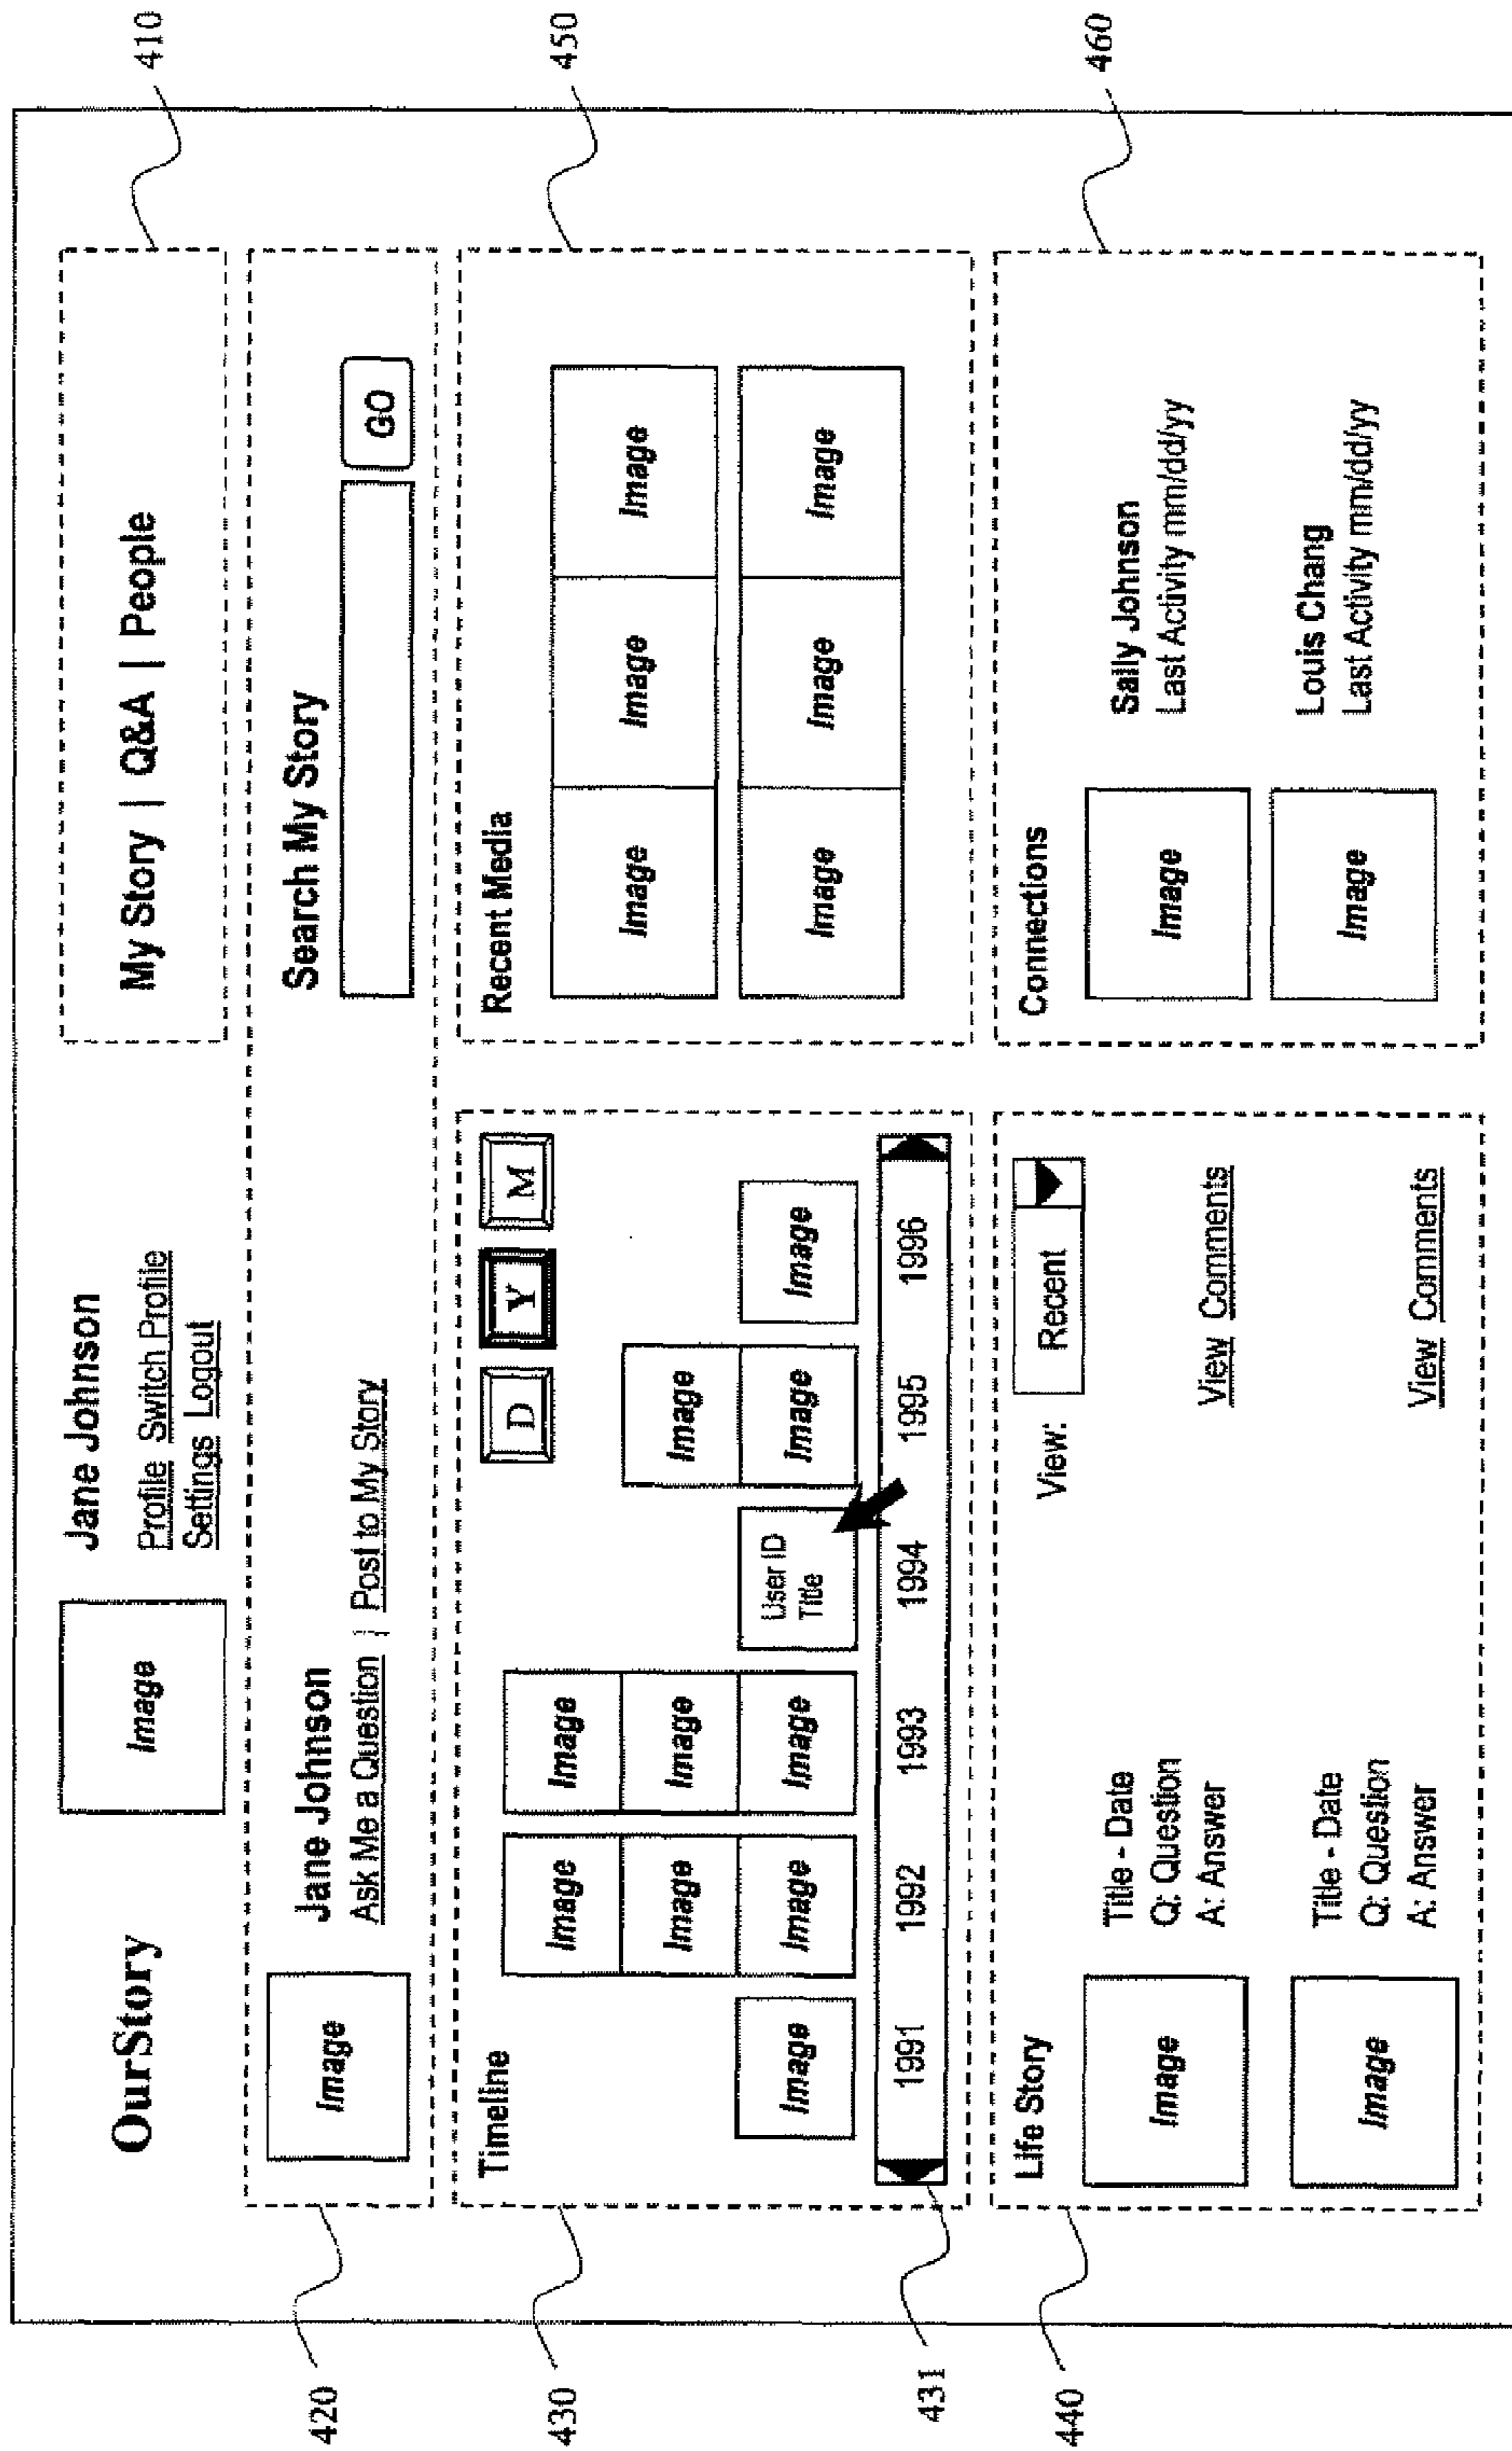 410
450
460
OurStory
Image
Jane Johnson
Profile Switch Profile
Settings Logout
My Story | Q&A | People
420
Image
Jane Johnson
Ask Me a Question | Post to My Story
Search My Story
GO
430
Timeline
D Y M
Image Image
Image Image Image
Image Image Image User ID Title Image Image
431
1991 1992 1993 1994 1995 1996
Recent Media
Image Image Image
Image Image Image
440
Life Story
View: Recent
Image
Title - Date
Q: Question
A: Answer
View Comments
Image
Title - Date
Q: Question
A: Answer
View Comments
Connections
Image
Sally Johnson
Last Activity mm/dd/yy
Image
Louis Chang
Last Activity mm/dd/yy